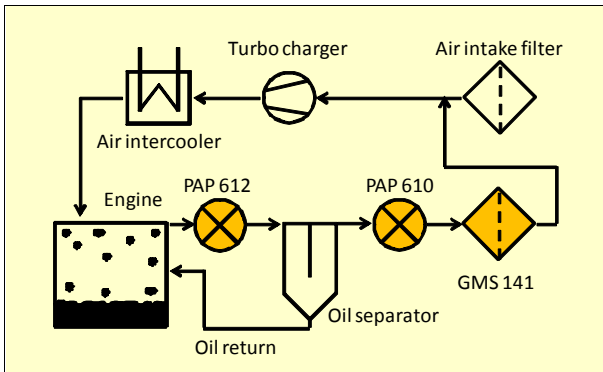 Turbo charger
Air intake filter
Air intercooler
Engine
PAP 612
PAP 610
GMS 141
Oil separator
Oil return